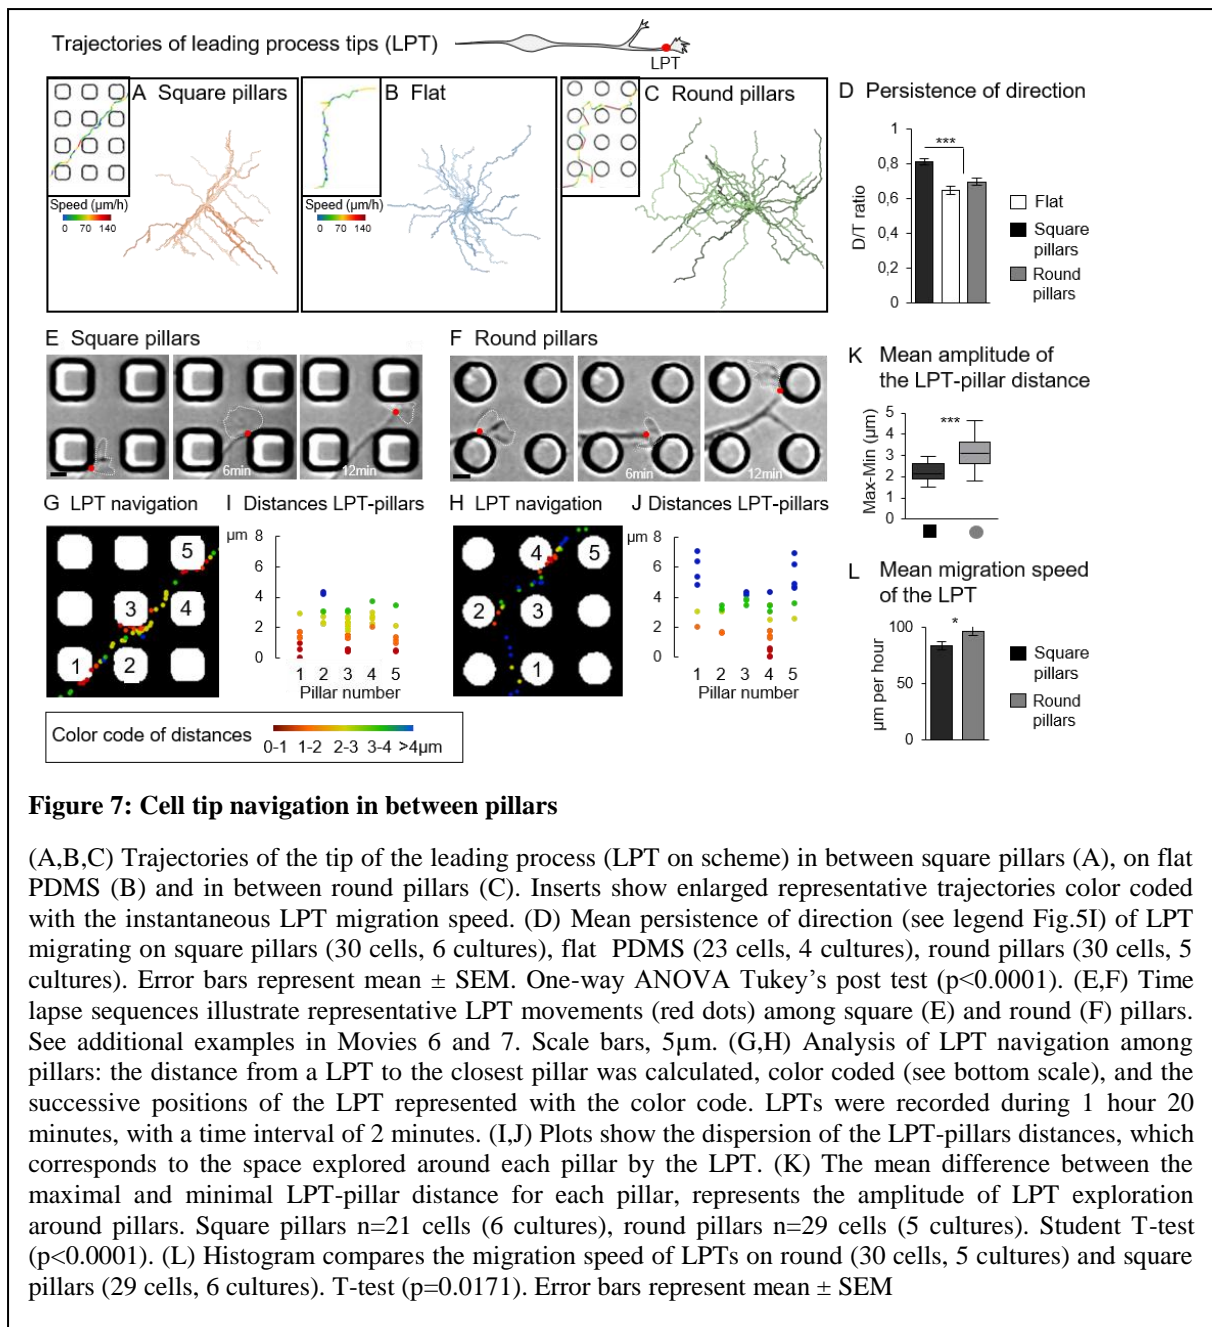 Trajectories of leading process tips (LPT)
LPT
A Square pillars
B Flat
C Round pillars
D Persistence of direction
Speed (µm/h)
0 70 140
Speed (µm/h)
0 70 140
D/T ratio
1
0,8
0,6
0,4
0,2
0
***
Flat
Square
pillars
Round
pillars
E Square pillars
6min
12min
F Round pillars
6min
12min
K Mean amplitude of
the LPT-pillar distance
Max-Min (µm)
5
4
3
2
1
0
***
G LPT navigation
5
3
4
1
2
I Distances LPT-pillars
µm
8
6
4
2
0
1 2 3 4 5
Pillar number
H LPT navigation
4
5
2
3
1
J Distances LPT-pillars
µm
8
6
4
2
0
1 2 3 4 5
Pillar number
L Mean migration speed
of the LPT
µm per hour
100
50
0
*
Square
pillars
Round
pillars
Color code of distances
0-1 1-2 2-3 3-4 >4µm
Figure 7: Cell tip navigation in between pillars
(A,B,C) Trajectories of the tip of the leading process (LPT on scheme) in between square pillars (A), on flat
PDMS (B) and in between round pillars (C). Inserts show enlarged representative trajectories color coded
with the instantaneous LPT migration speed. (D) Mean persistence of direction (see legend Fig.5I) of LPT
migrating on square pillars (30 cells, 6 cultures), flat PDMS (23 cells, 4 cultures), round pillars (30 cells, 5
cultures). Error bars represent mean ± SEM. One-way ANOVA Tukey's post test (p<0.0001). (E,F) Time
lapse sequences illustrate representative LPT movements (red dots) among square (E) and round (F) pillars.
See additional examples in Movies 6 and 7. Scale bars, 5µm. (G,H) Analysis of LPT navigation among
pillars: the distance from a LPT to the closest pillar was calculated, color coded (see bottom scale), and the
successive positions of the LPT represented with the color code. LPTs were recorded during 1 hour 20
minutes, with a time interval of 2 minutes. (I,J) Plots show the dispersion of the LPT-pillars distances, which
corresponds to the space explored around each pillar by the LPT. (K) The mean difference between the
maximal and minimal LPT-pillar distance for each pillar, represents the amplitude of LPT exploration
around pillars. Square pillars n=21 cells (6 cultures), round pillars n=29 cells (5 cultures). Student T-test
(p<0.0001). (L) Histogram compares the migration speed of LPTs on round (30 cells, 5 cultures) and square
pillars (29 cells, 6 cultures). T-test (p=0.0171). Error bars represent mean ± SEM